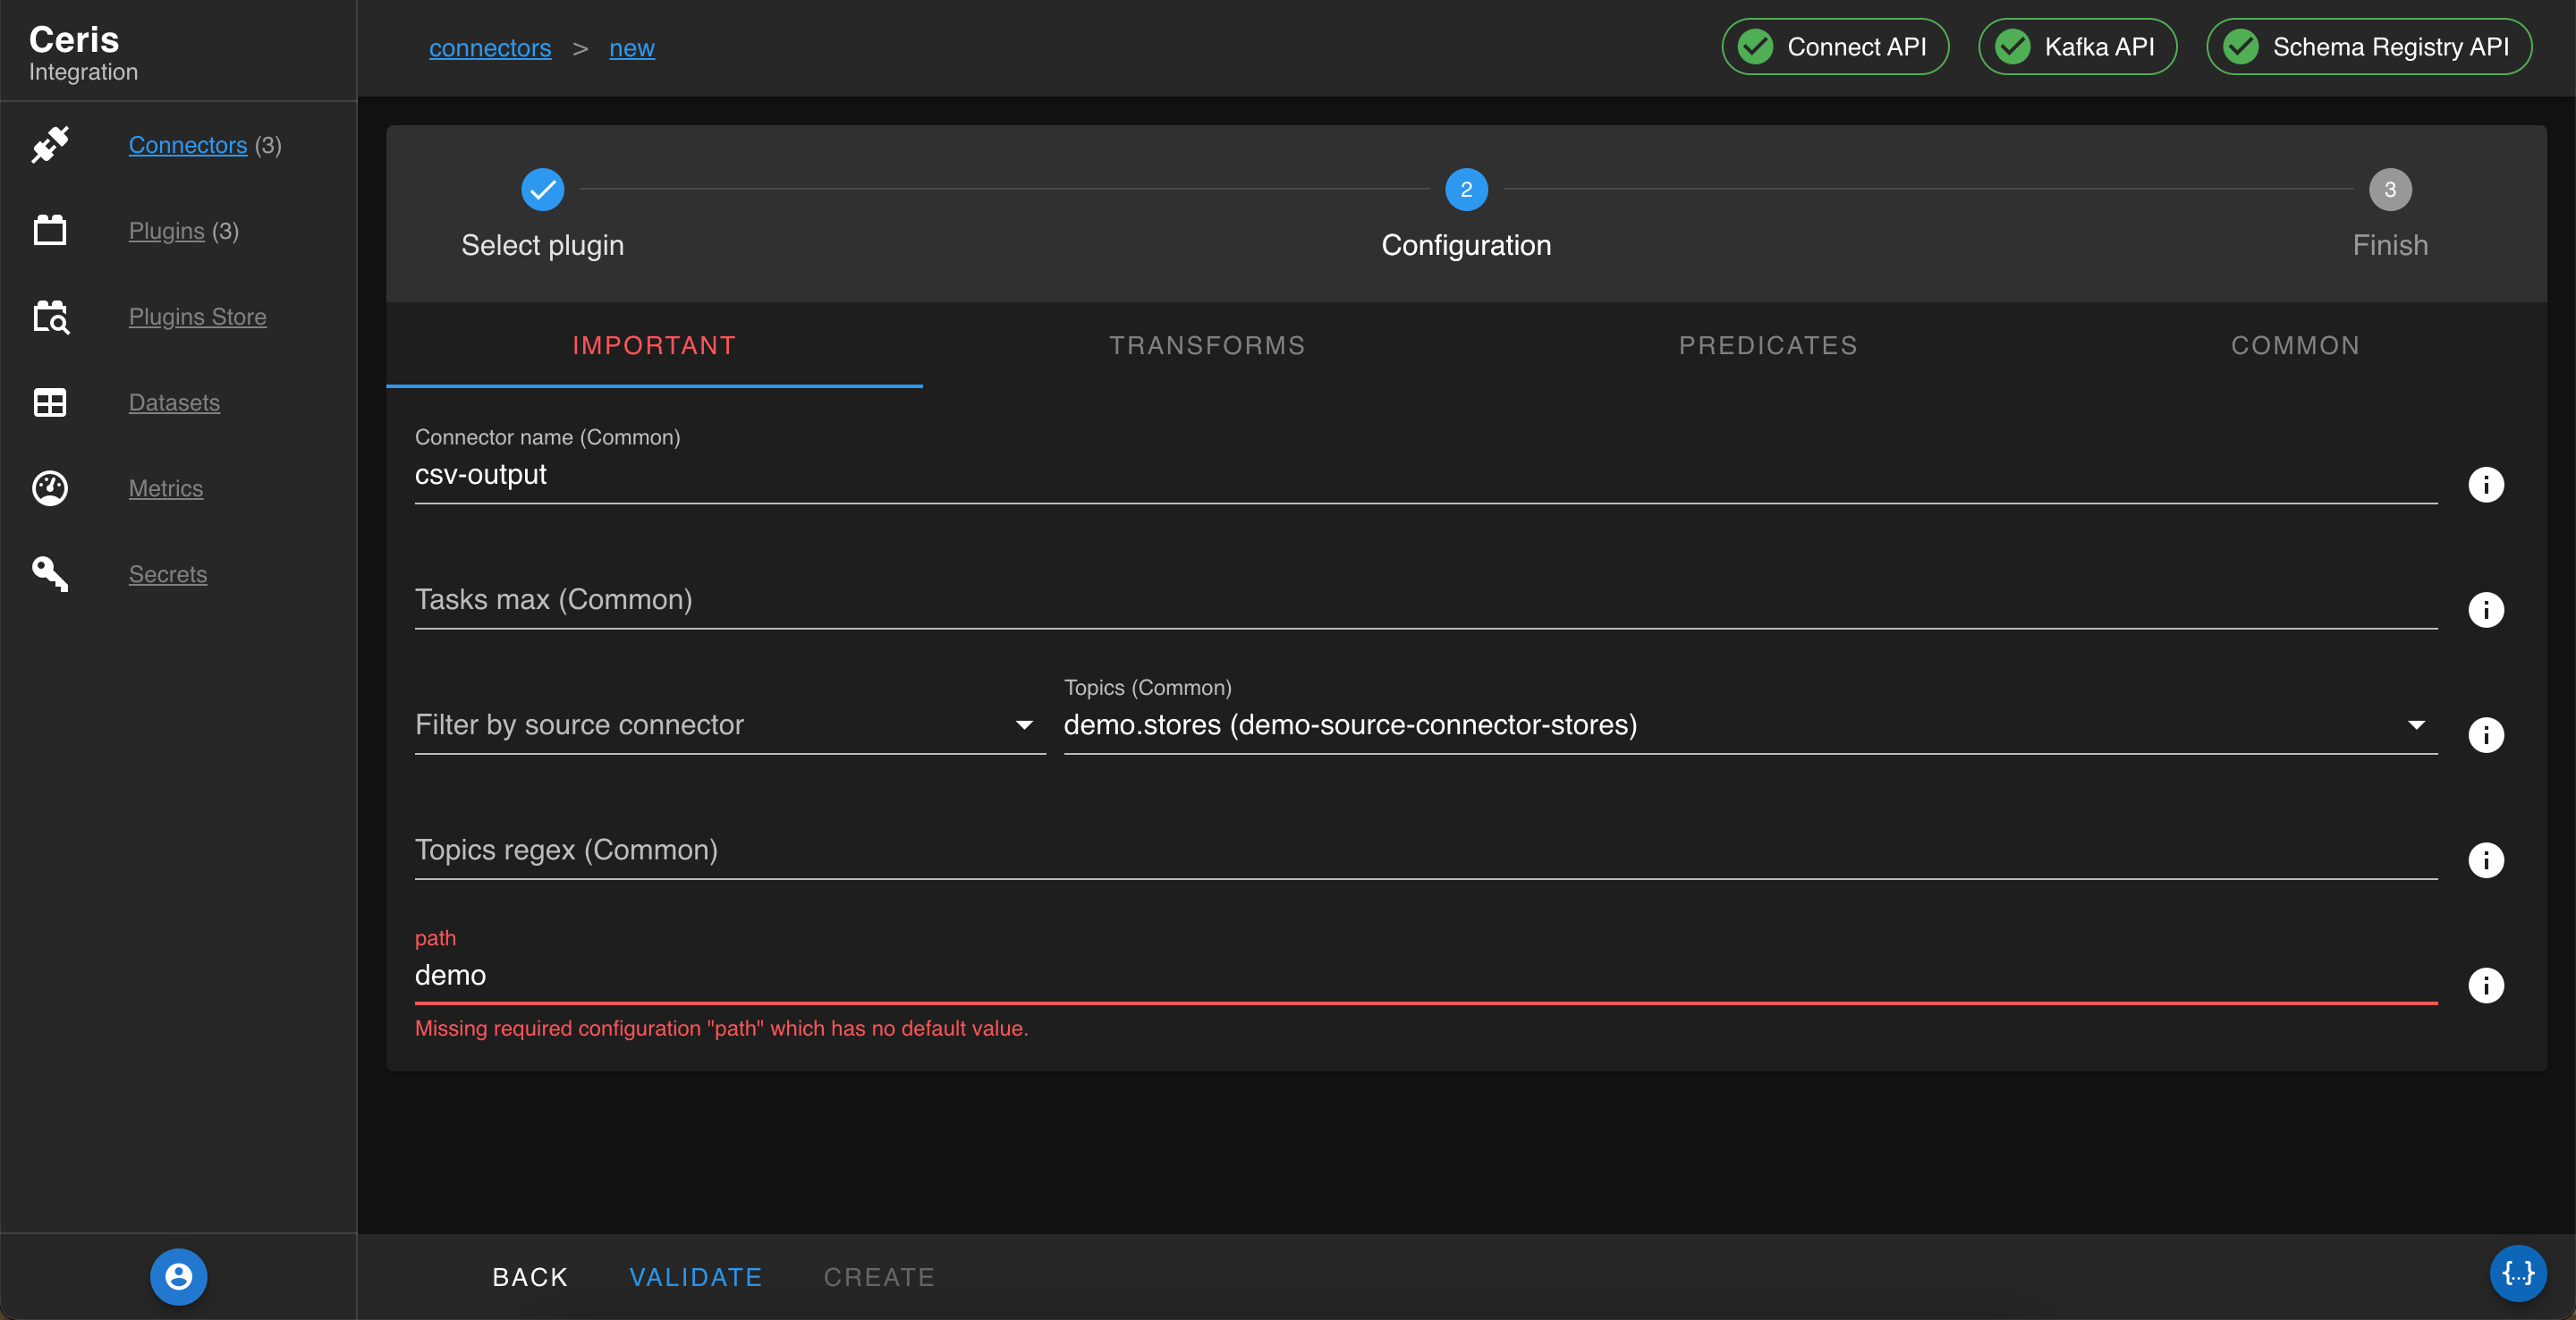 Ceris
Integration
connectors > new
Connect API
Kafka API
Schema Registry API
Connectors (3)
Plugins (3)
Plugins Store
Datasets
Metrics
Secrets
2
3
Select plugin
Configuration
Finish
IMPORTANT
TRANSFORMS
PREDICATES
COMMON
Connector name (Common)
csv-output
Tasks max (Common)
Filter by source connector
Topics (Common)
demo.stores (demo-source-connector-stores)
Topics regex (Common)
path
demo
Missing required configuration "path" which has no default value.
BACK
VALIDATE
CREATE
{...}